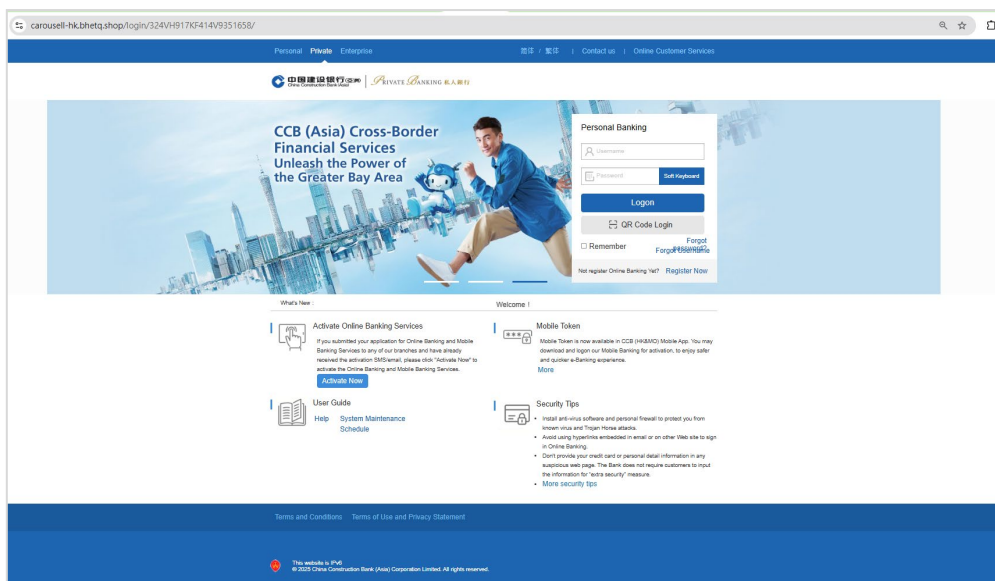 carousell-hk.bhetq.shop/login/324VH917KF414V9351658/
Personal Private Enterprise 简体 / 繁体 | Contact us | Online Customer Services
中国建设银行(亚洲) PRIVATE BANKING 私人銀行
China Construction Bank (Asia)
CCB (Asia) Cross-Border
Financial Services
Unleash the Power of
the Greater Bay Area
Personal Banking
Username
Password Soft Keyboard
Logon
QR Code Login
Remember
Forgot
password?
Forgot Username
Not register Online Banking Yet? Register Now
What's New :
Welcome !
Activate Online Banking Services
If you submitted your application for Online Banking and Mobile
Banking Services to any of our branches and have already
received the activation SMS/email, please click "Activate Now" to
activate the Online Banking and Mobile Banking Services.
Activate Now
Mobile Token
Mobile Token is now available in CCB (HK&MO) Mobile App. You may
download and logon our Mobile Banking for activation, to enjoy safer
and quicker e-Banking experience.
More
User Guide
Help System Maintenance
Schedule
Security Tips
• Install anti-virus software and personal firewall to protect you from
known virus and Trojan Horse attacks.
• Avoid using hyperlinks embedded in email or on other Web site to sign
in Online Banking.
• Don't provide your credit card or personal detail information in any
suspicious web page. The Bank does not require customers to input
the information for "extra security" measure.
• More security tips
Terms and Conditions Terms of Use and Privacy Statement
This website is IPv6
© 2025 China Construction Bank (Asia) Corporation Limited. All rights reserved.